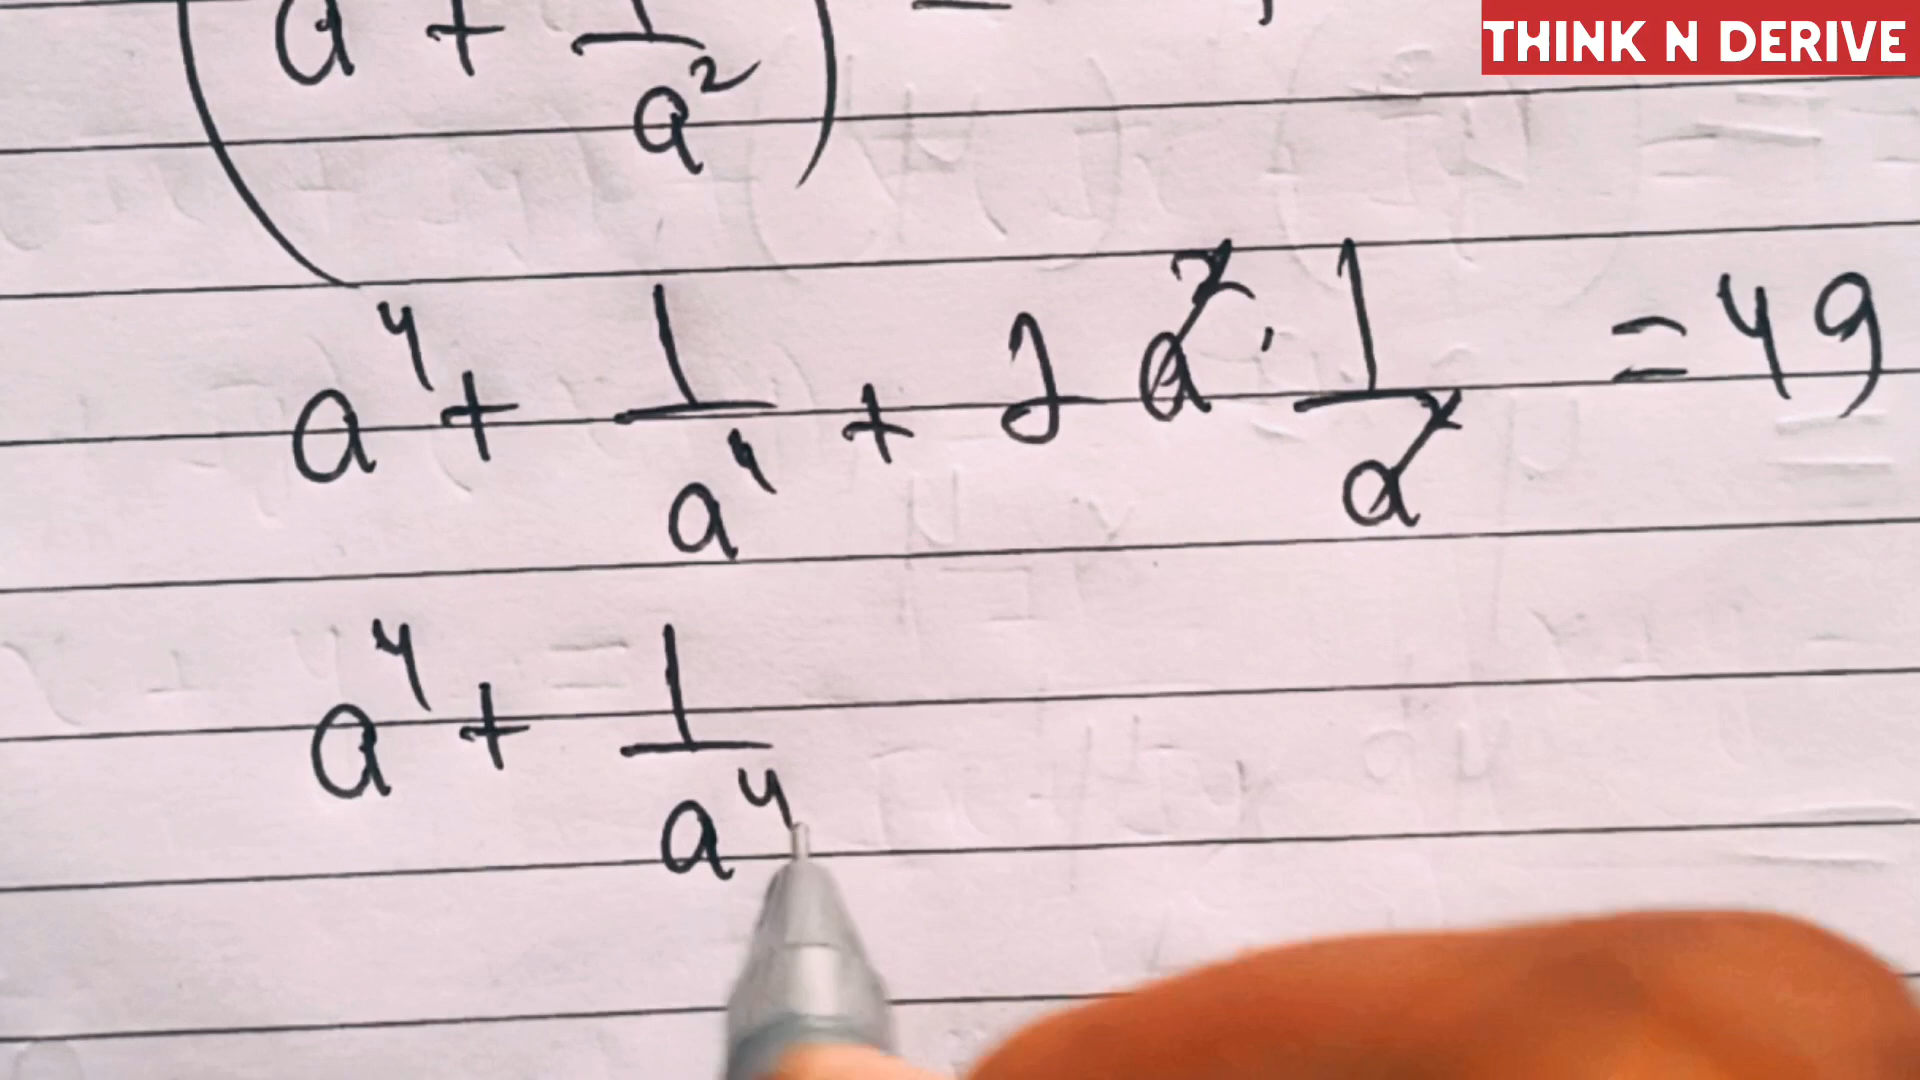 THINK N DERIVE
(a + 1/a²) =
a⁴ + 1/a⁴ + 2 a² · 1/a² = 49
a⁴ + 1/a⁴